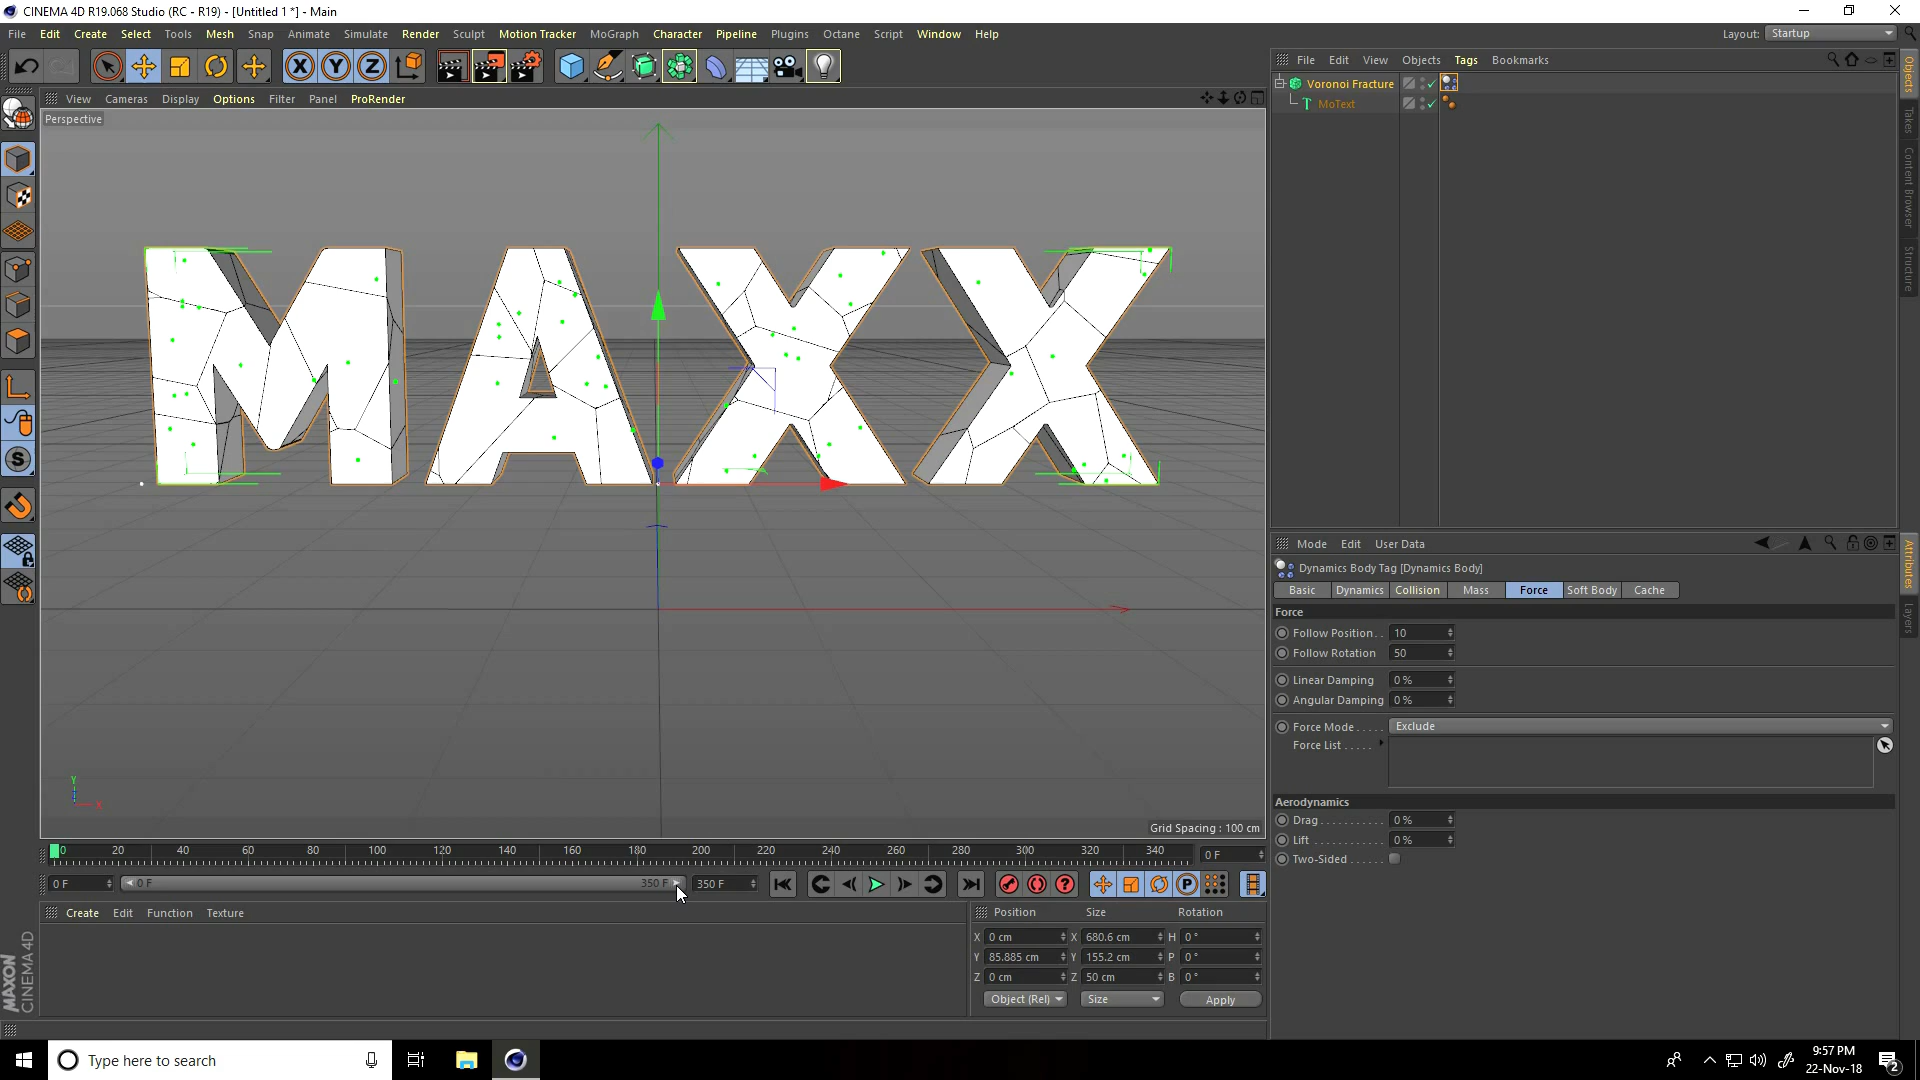 CINEMA 4D R19.068 Studio (RC - R19) - [Untitled 1 *] - Main
File Edit Create Select Tools Mesh Snap Animate Simulate Render Sculpt Motion Tracker MoGraph Character Pipeline Plugins Octane Script Window Help
Layout: Startup
X Y Z
View Cameras Display Options Filter Panel ProRender
Perspective
MAXX
Y
X
Grid Spacing : 100 cm
0 20 40 60 80 100 120 140 160 180 200 220 240 260 280 300 320 340
0 F
0 F 0 F 350 F 350 F
Create Edit Function Texture
MAXON
CINEMA 4D
Position Size Rotation
X 0 cm X 680.6 cm H 0 °
Y 85.885 cm Y 155.2 cm P 0 °
Z 0 cm Z 50 cm B 0 °
Object (Rel) Size Apply
File Edit View Objects Tags Bookmarks
Voronoi Fracture
MoText
Objects
Takes
Content Browser
Structure
Mode Edit User Data
Dynamics Body Tag [Dynamics Body]
Basic Dynamics Collision Mass Force Soft Body Cache
Force
Follow Position . . 10
Follow Rotation 50
Linear Damping 0 %
Angular Damping 0 %
Force Mode . . . . . Exclude
Force List . . . . .
Aerodynamics
Drag . . . . . . . . . . . 0 %
Lift . . . . . . . . . . . . 0 %
Two-Sided . . . . . .
Attributes
Layers
Type here to search
9:57 PM
22-Nov-18
2